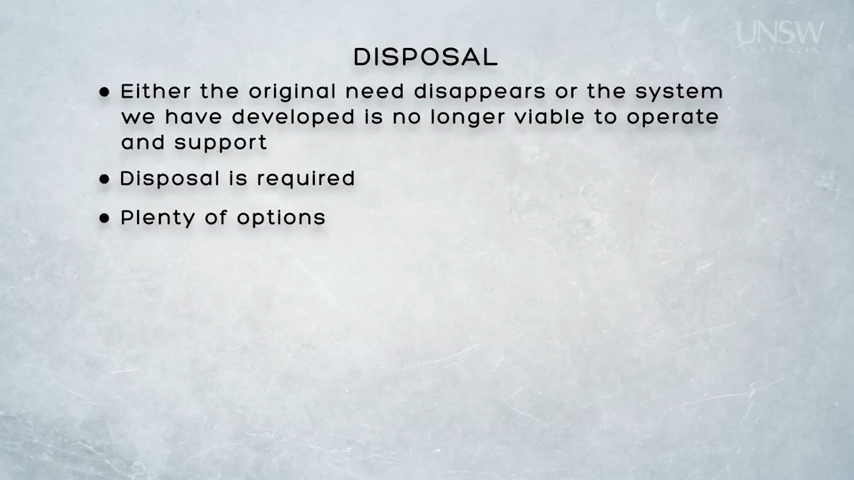 UNSW
AUSTRALIA
DISPOSAL
• Either the original need disappears or the system
we have developed is no longer viable to operate
and support
• Disposal is required
• Plenty of options